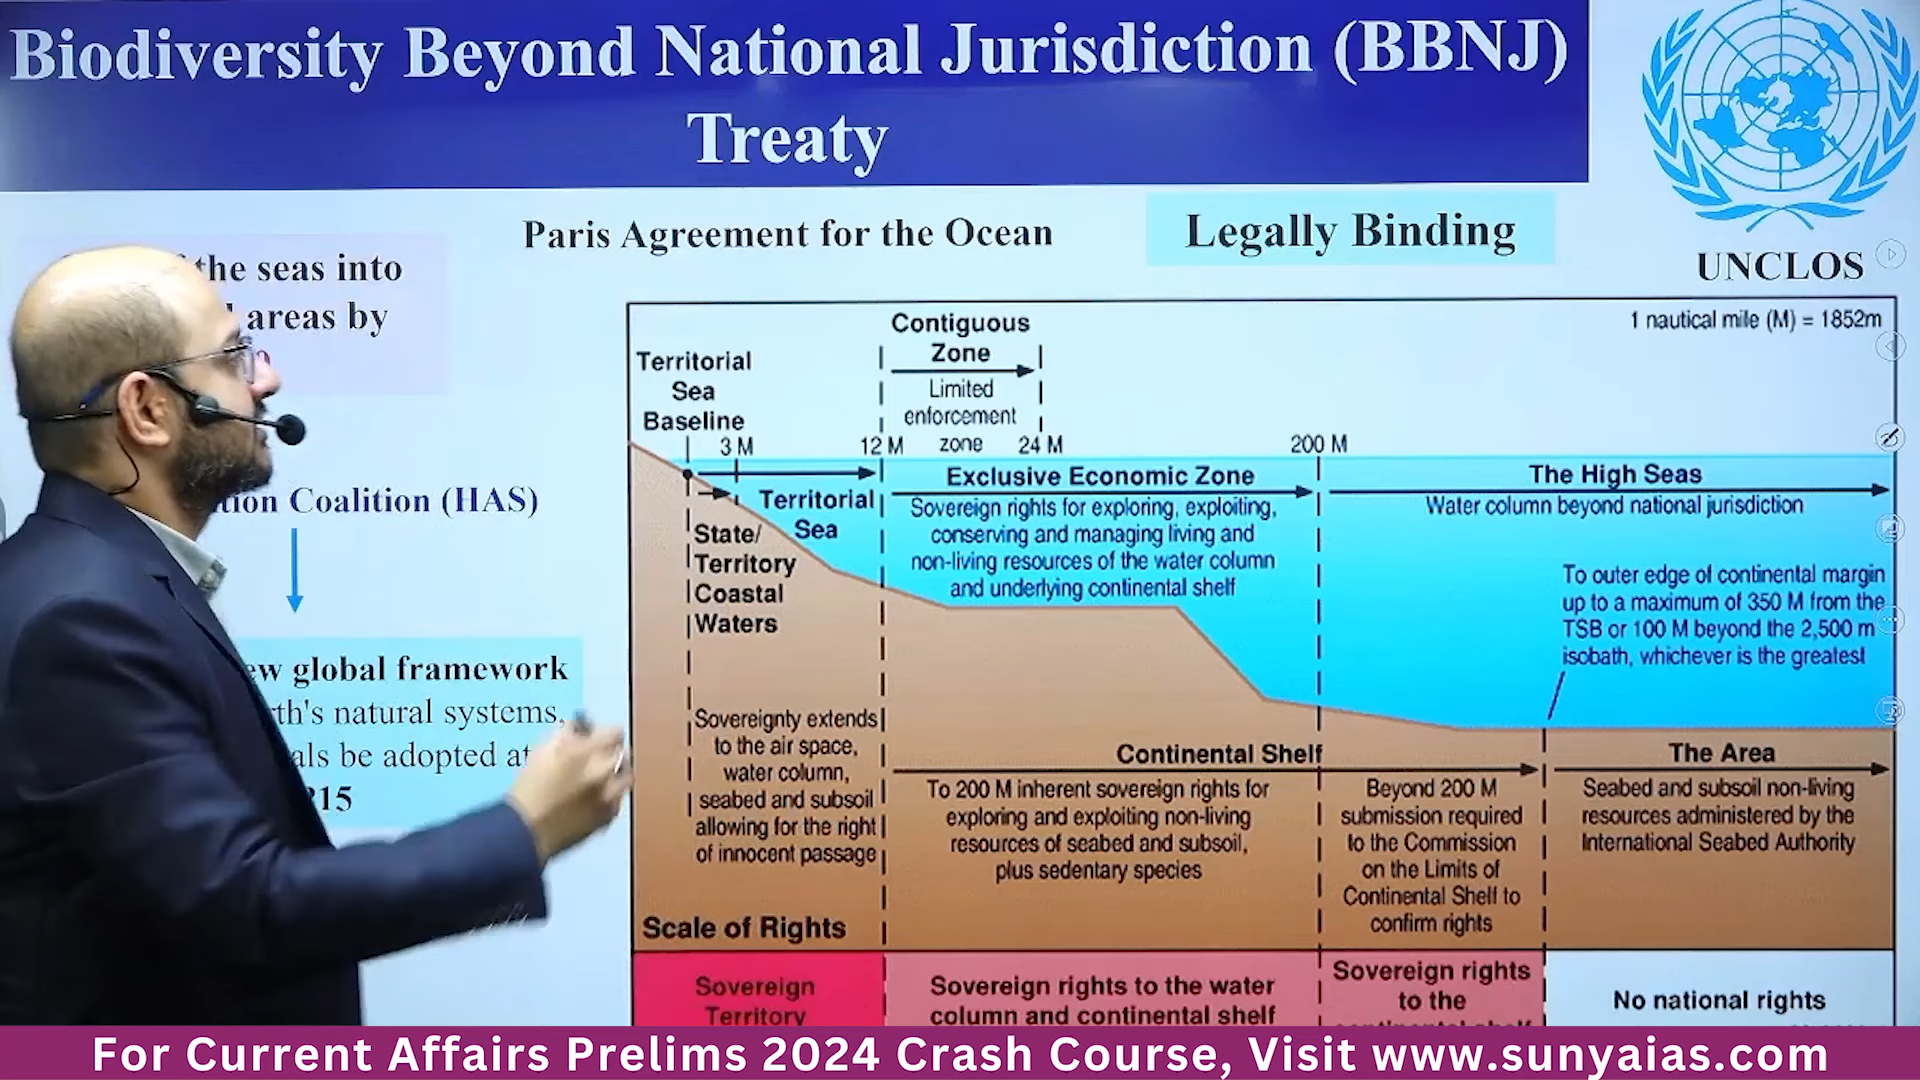 Biodiversity Beyond National Jurisdiction (BBNJ)
Treaty
Paris Agreement for the Ocean
Legally Binding
UNCLOS
the seas into
areas by
Coalition (HAS)
global framework
natural systems,
be adopted at
1 nautical mile (M) = 1852m
Contiguous
Zone
Limited
enforcement
zone
Territorial
Sea
Baseline
3 M
12 M
24 M
200 M
Territorial
Sea
State/
Territory
Coastal
Waters
Exclusive Economic Zone
Sovereign rights for exploring, exploiting,
conserving and managing living and
non-living resources of the water column
and underlying continental shelf
The High Seas
Water column beyond national jurisdiction
To outer edge of continental margin
up to a maximum of 350 M from the
TSB or 100 M beyond the 2,500 m
isobath, whichever is the greatest
Sovereignty extends
to the air space,
water column,
seabed and subsoil
allowing for the right
of innocent passage
Continental Shelf
To 200 M inherent sovereign rights for
exploring and exploiting non-living
resources of seabed and subsoil,
plus sedentary species
Beyond 200 M
submission required
to the Commission
on the Limits of
Continental Shelf to
confirm rights
The Area
Seabed and subsoil non-living
resources administered by the
International Seabed Authority
Scale of Rights
Sovereign
Territory
Sovereign rights to the water
column and continental shelf
Sovereign rights
to the
No national rights
For Current Affairs Prelims 2024 Crash Course, Visit www.sunyaias.com